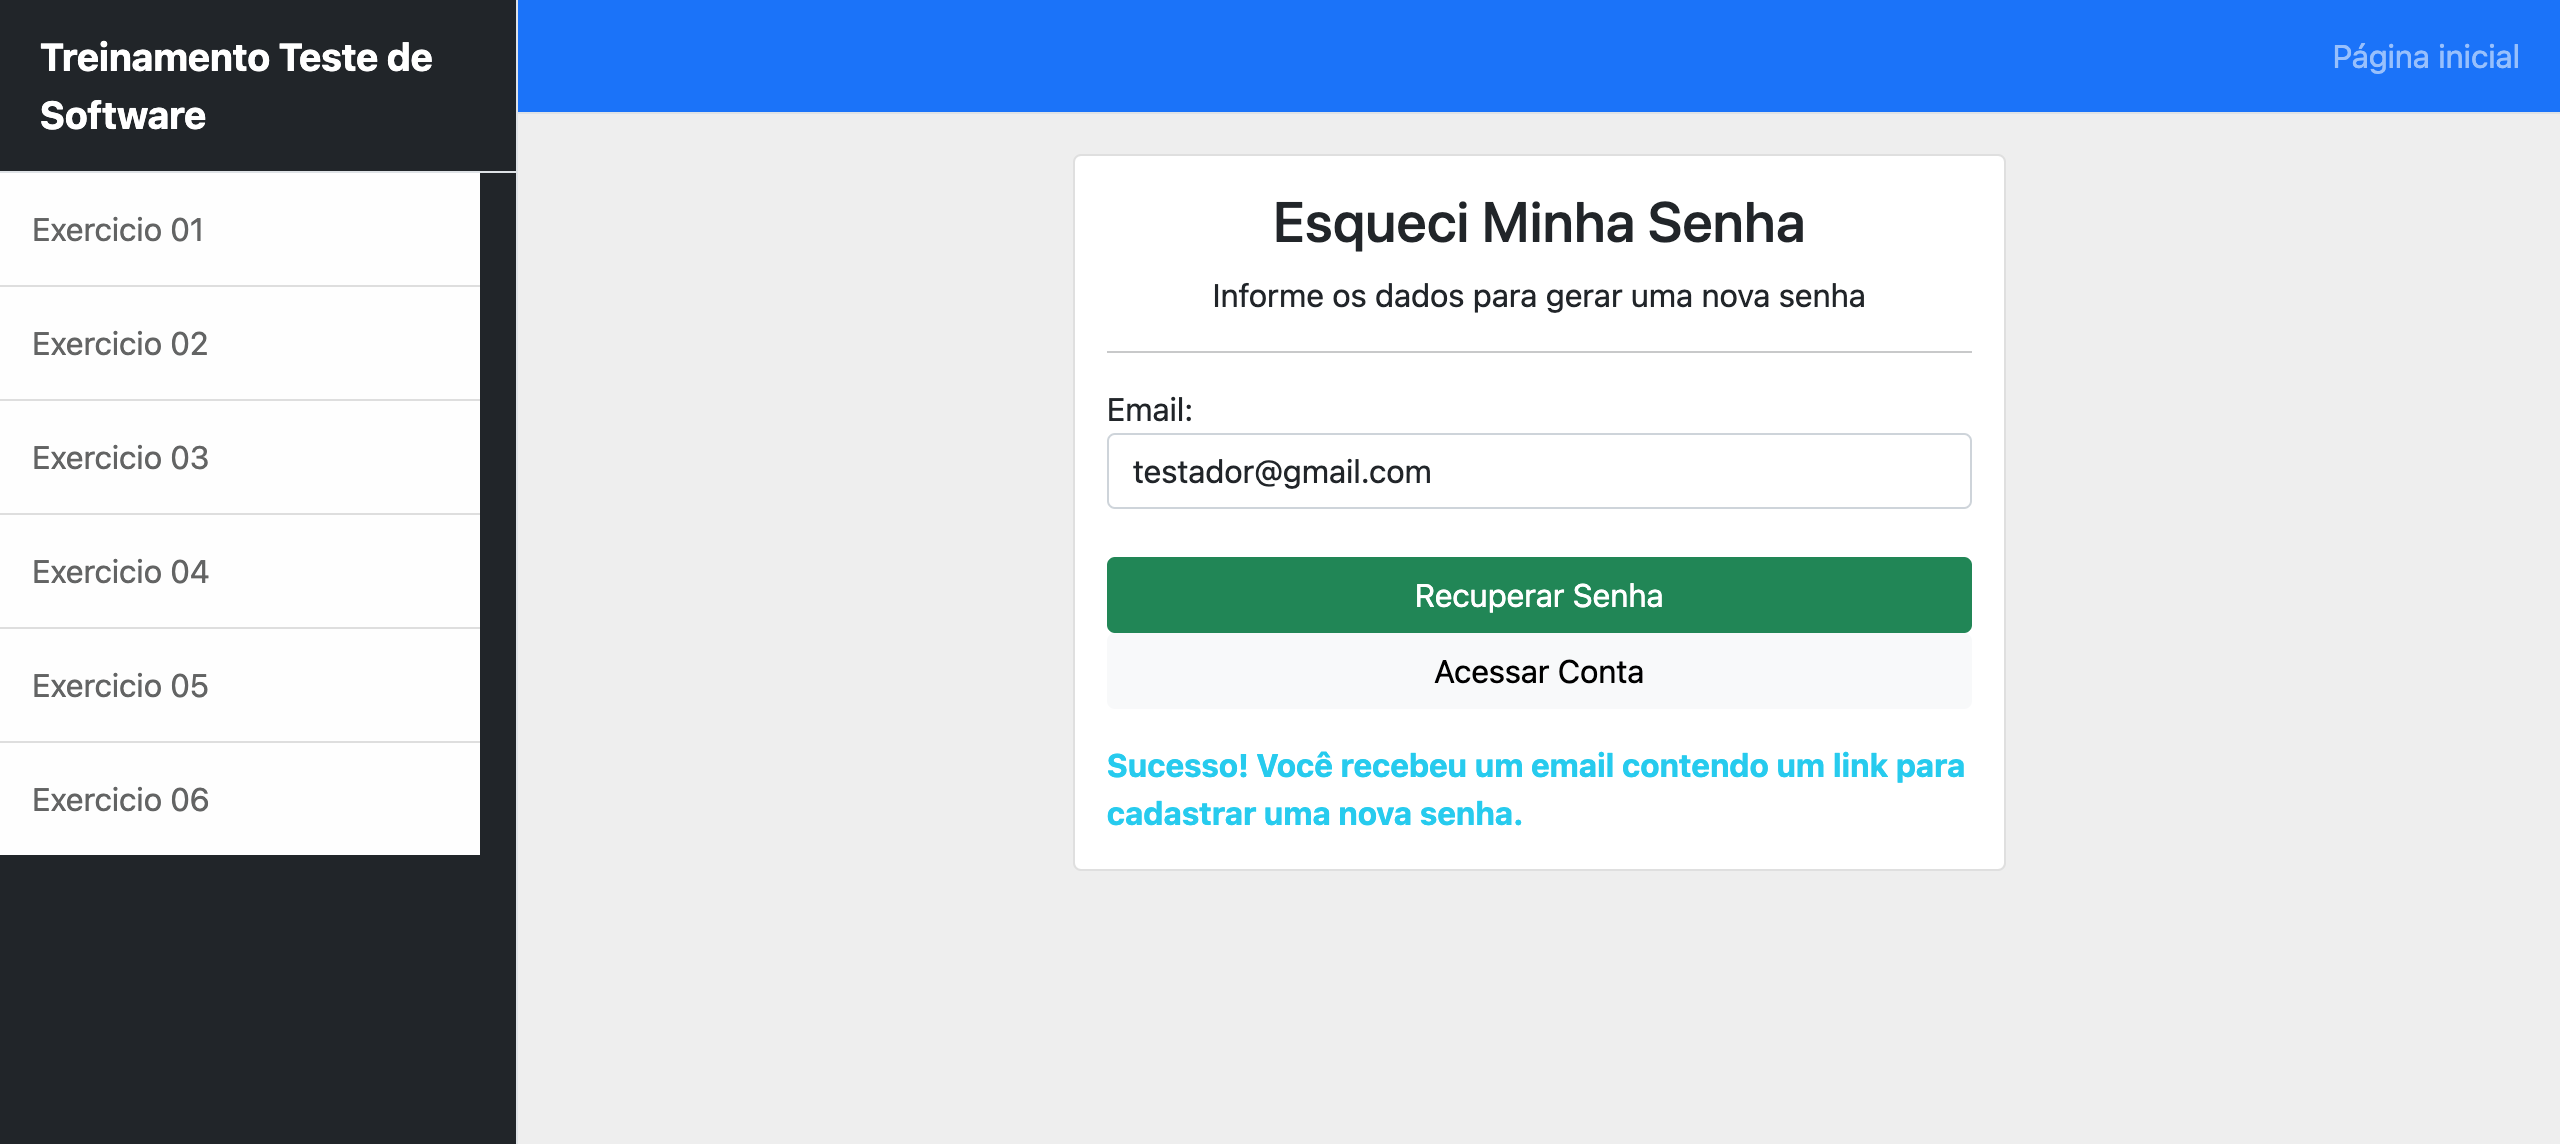 Treinamento Teste de
Software
Exercicio 01
Exercicio 02
Exercicio 03
Exercicio 04
Exercicio 05
Exercicio 06
Página inicial
Esqueci Minha Senha
Informe os dados para gerar uma nova senha
Email:
testador@gmail.com
Recuperar Senha
Acessar Conta
Sucesso! Você recebeu um email contendo um link para
cadastrar uma nova senha.